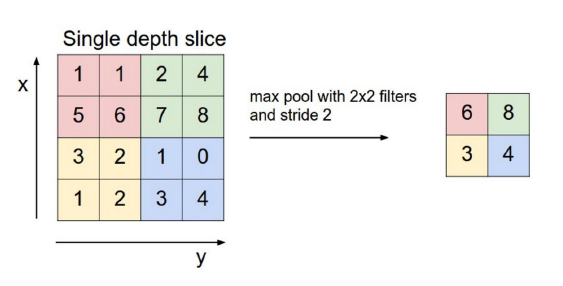 Single depth slice
x
1 1 2 4
5 6 7 8
3 2 1 0
1 2 3 4
y
max pool with 2x2 filters
and stride 2
6 8
3 4